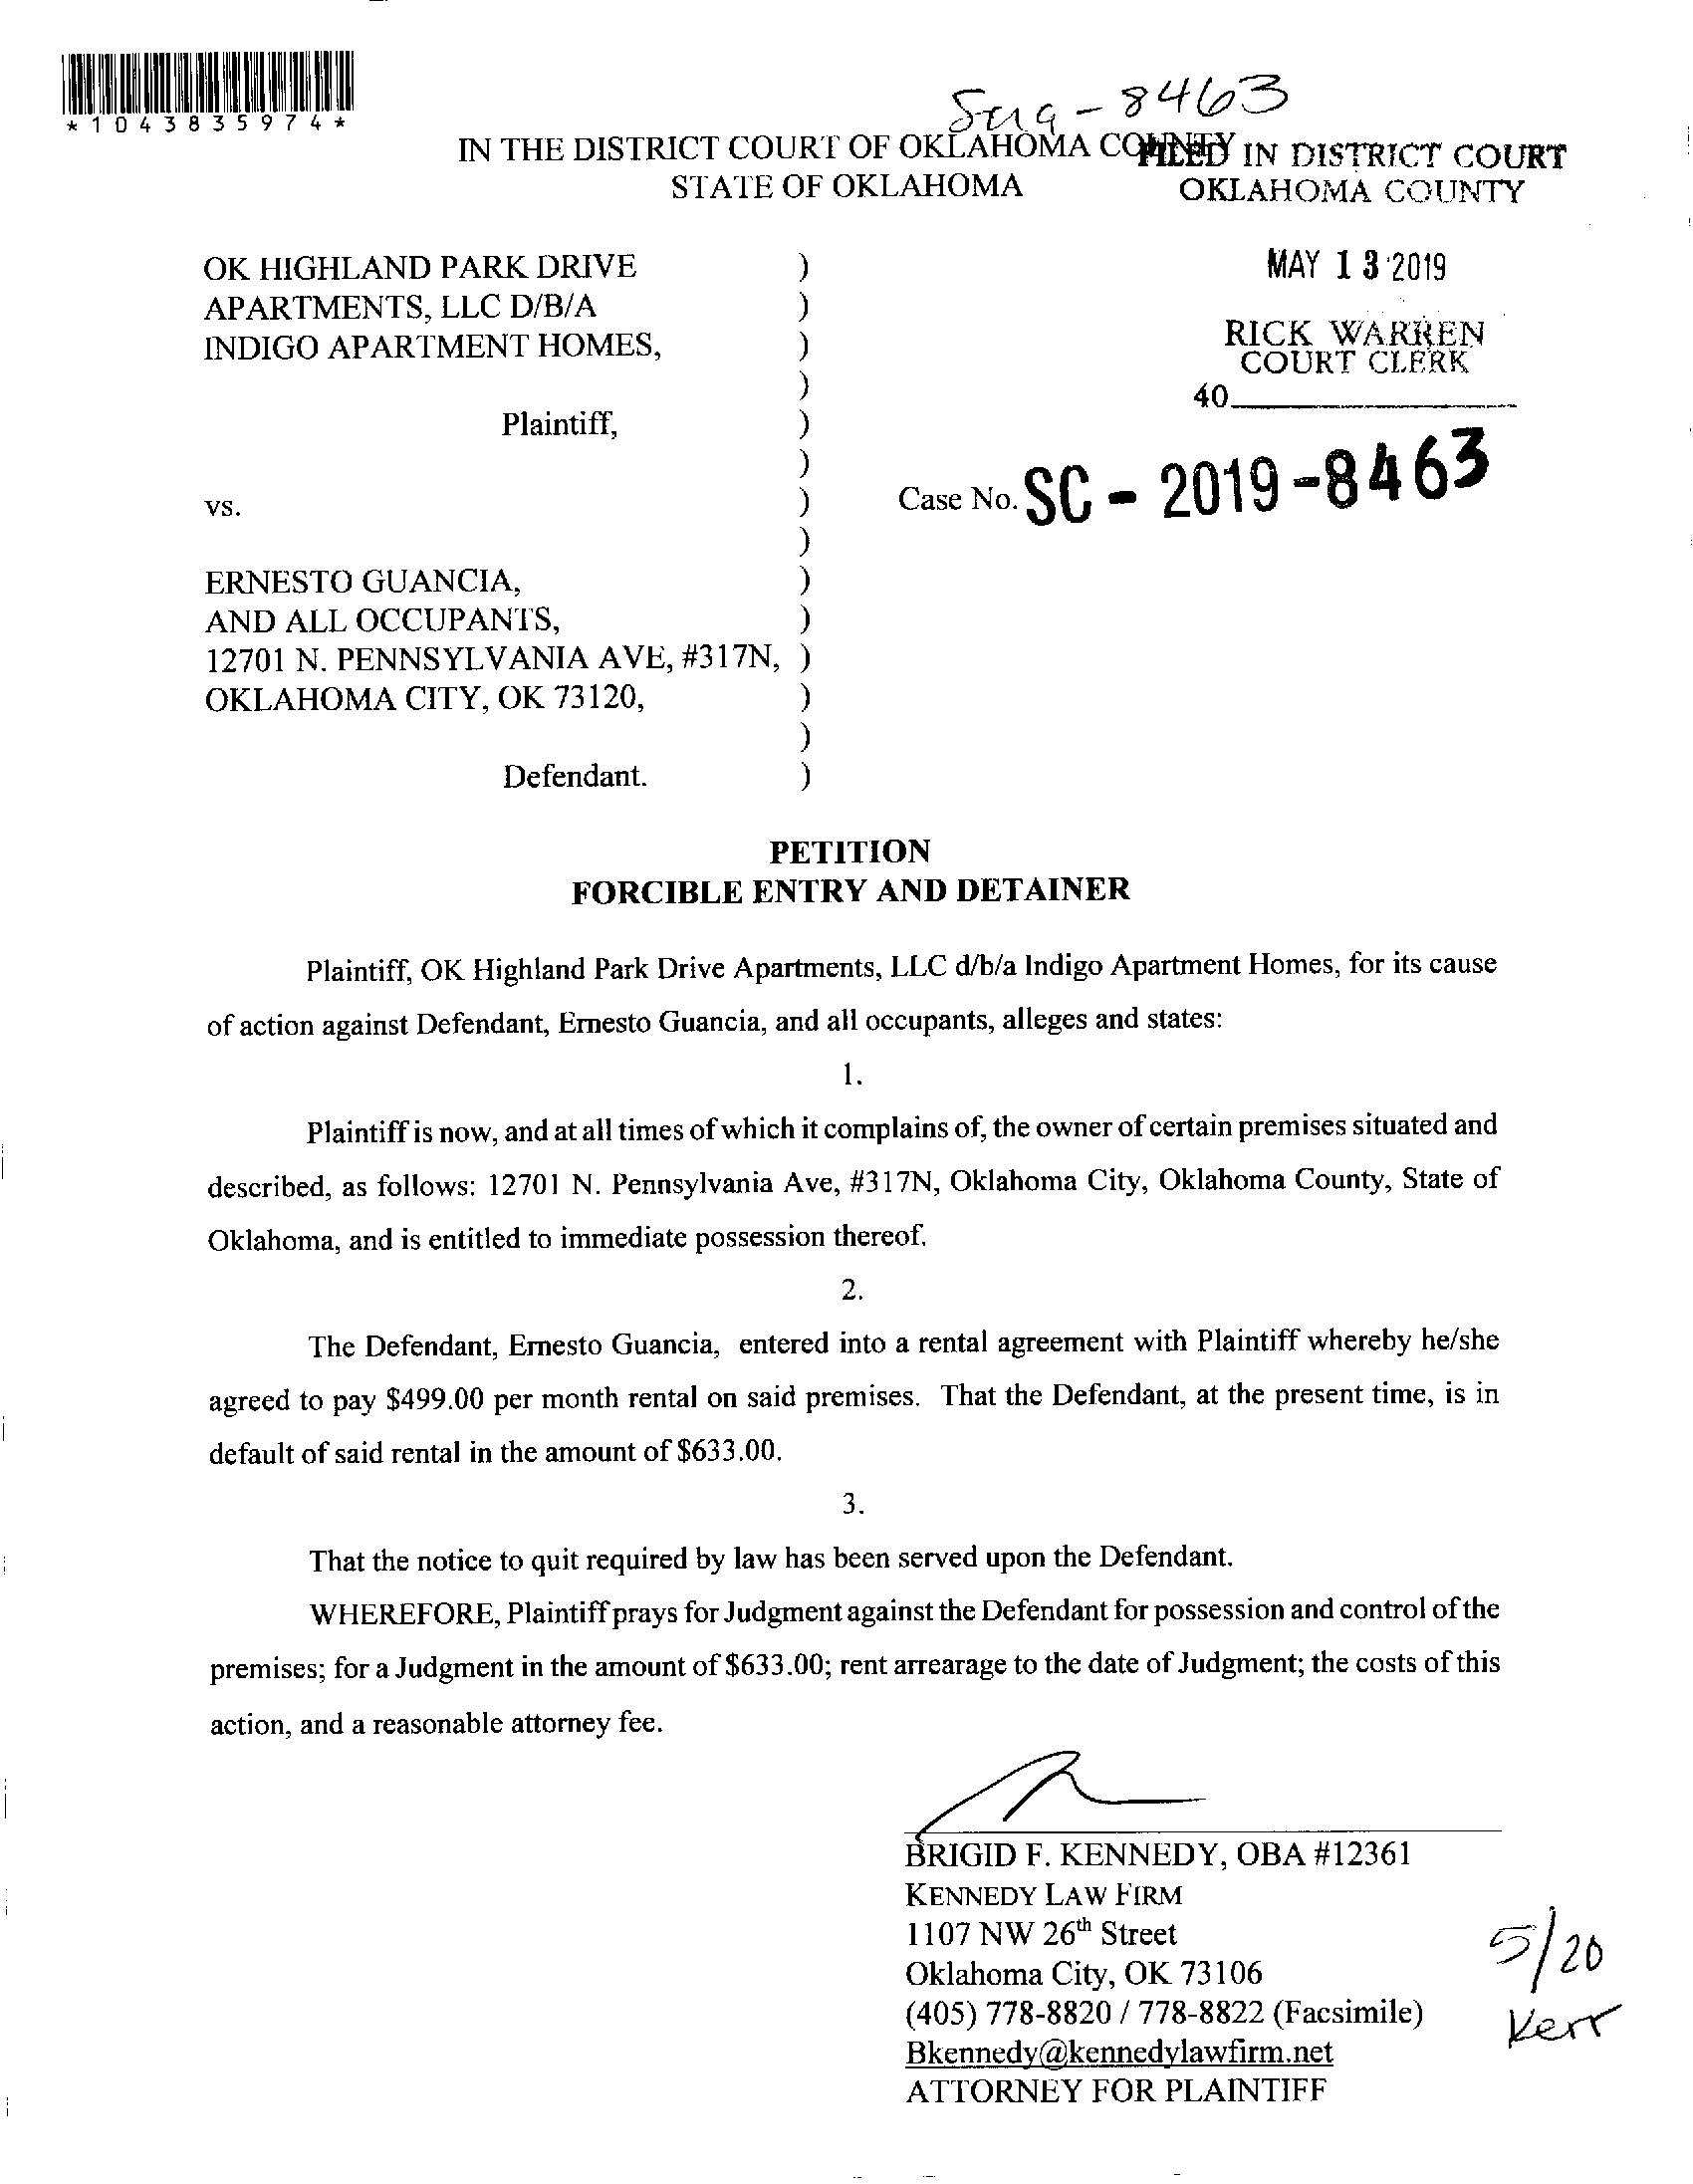 *1043835974*
8463
IN THE DISTRICT COURT OF OKLAHOMA COUNTY
STATE OF OKLAHOMA
FILED IN DISTRICT COURT
OKLAHOMA COUNTY
MAY 13 2019
RICK WARREN
COURT CLERK
40
OK HIGHLAND PARK DRIVE )
APARTMENTS, LLC D/B/A )
INDIGO APARTMENT HOMES, )
)
Plaintiff, )
)
vs. )
Case No. SC - 2019 - 8463
)
ERNESTO GUANCIA, )
AND ALL OCCUPANTS, )
12701 N. PENNSYLVANIA AVE, #317N, )
OKLAHOMA CITY, OK 73120, )
)
Defendant. )
PETITION
FORCIBLE ENTRY AND DETAINER
Plaintiff, OK Highland Park Drive Apartments, LLC d/b/a Indigo Apartment Homes, for its cause
of action against Defendant, Ernesto Guancia, and all occupants, alleges and states:
1.
Plaintiff is now, and at all times of which it complains of, the owner of certain premises situated and
described, as follows: 12701 N. Pennsylvania Ave, #317N, Oklahoma City, Oklahoma County, State of
Oklahoma, and is entitled to immediate possession thereof.
2.
The Defendant, Ernesto Guancia, entered into a rental agreement with Plaintiff whereby he/she
agreed to pay $499.00 per month rental on said premises. That the Defendant, at the present time, is in
default of said rental in the amount of $633.00.
3.
That the notice to quit required by law has been served upon the Defendant.
WHEREFORE, Plaintiff prays for Judgment against the Defendant for possession and control of the
premises; for a Judgment in the amount of $633.00; rent arrearage to the date of Judgment; the costs of this
action, and a reasonable attorney fee.
BRIGID F. KENNEDY, OBA #12361
KENNEDY LAW FIRM
1107 NW 26th Street
Oklahoma City, OK 73106
(405) 778-8820 / 778-8822 (Facsimile)
Bkennedy@kennedylawfirm.net
ATTORNEY FOR PLAINTIFF
5/20
Kerr